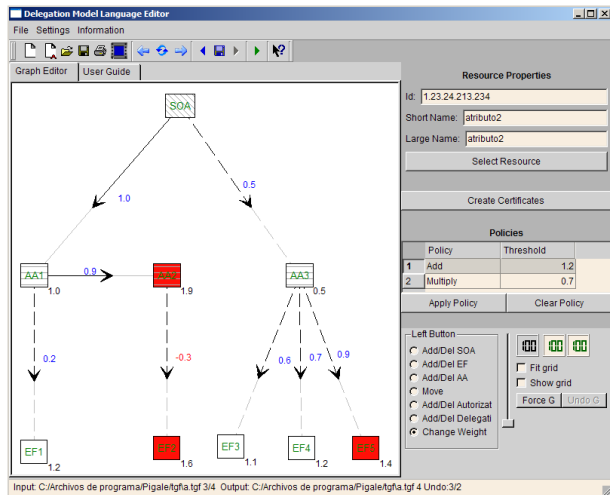 Delegation Model Language Editor
File Settings Information
Graph Editor User Guide
Resource Properties
Id: 1.23.24.213.234
Short Name: atributo2
Large Name: atributo2
Select Resource
Create Certificates
Policies
Policy Threshold
1 Add 1.2
2 Multiply 0.7
Apply Policy Clear Policy
Left Button
Add/Del SOA
Add/Del EF
Add/Del AA
Move
Add/Del Autorizat
Add/Del Delegati
Change Weight
100 100 100
Fit grid
Show grid
Force G Undo G
SOA
1.0 0.5
AA1 0.9 AA2 AA3
1.0 1.9 0.5
0.2 -0.3 0.6 0.7 0.9
EF1 EF2 EF3 EF4 EF5
1.2 1.6 1.1 1.2 1.4
Input: C:/Archivos de programa/Pigale/tgf\a.tgf 3/4 Output: C:/Archivos de programa/Pigale/tgf\a.tgf 4 Undo:3/2